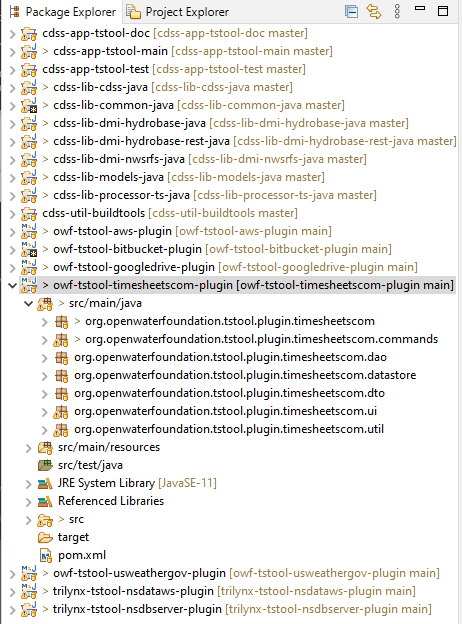 Package Explorer Project Explorer
cdss-app-tstool-doc [cdss-app-tstool-doc master]
> cdss-app-tstool-main [cdss-app-tstool-main master]
cdss-app-tstool-test [cdss-app-tstool-test master]
> cdss-lib-cdss-java [cdss-lib-cdss-java master]
> cdss-lib-common-java [cdss-lib-common-java master]
> cdss-lib-dmi-hydrobase-java [cdss-lib-dmi-hydrobase-java master]
> cdss-lib-dmi-hydrobase-rest-java [cdss-lib-dmi-hydrobase-rest-java master]
> cdss-lib-dmi-nwsrfs-java [cdss-lib-dmi-nwsrfs-java master]
> cdss-lib-models-java [cdss-lib-models-java master]
> cdss-lib-processor-ts-java [cdss-lib-processor-ts-java master]
cdss-util-buildtools [cdss-util-buildtools master]
> owf-tstool-aws-plugin [owf-tstool-aws-plugin main]
> owf-tstool-bitbucket-plugin [owf-tstool-bitbucket-plugin main]
> owf-tstool-googledrive-plugin [owf-tstool-googledrive-plugin main]
> owf-tstool-timesheetscom-plugin [owf-tstool-timesheetscom-plugin main]
> src/main/java
> org.openwaterfoundation.tstool.plugin.timesheetscom
> org.openwaterfoundation.tstool.plugin.timesheetscom.commands
org.openwaterfoundation.tstool.plugin.timesheetscom.dao
org.openwaterfoundation.tstool.plugin.timesheetscom.datastore
org.openwaterfoundation.tstool.plugin.timesheetscom.dto
org.openwaterfoundation.tstool.plugin.timesheetscom.ui
org.openwaterfoundation.tstool.plugin.timesheetscom.util
src/main/resources
src/test/java
JRE System Library [JavaSE-11]
Referenced Libraries
> src
target
pom.xml
> owf-tstool-usweathergov-plugin [owf-tstool-usweathergov-plugin main]
> trilynx-tstool-nsdataws-plugin [trilynx-tstool-nsdataws-plugin main]
> trilynx-tstool-nsdbserver-plugin [trilynx-tstool-nsdbserver-plugin main]